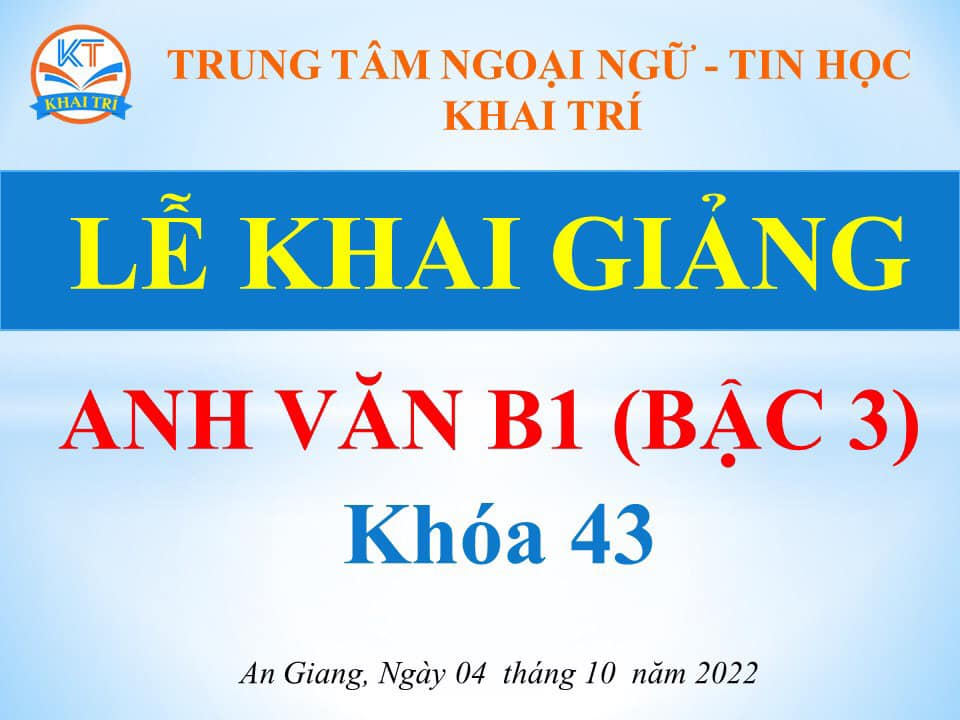 KT
KHAI TRÍ
TRUNG TÂM NGOẠI NGỮ - TIN HỌC
KHAI TRÍ
LỄ KHAI GIẢNG
ANH VĂN B1 (BẬC 3)
Khóa 43
An Giang, Ngày 04 tháng 10 năm 2022